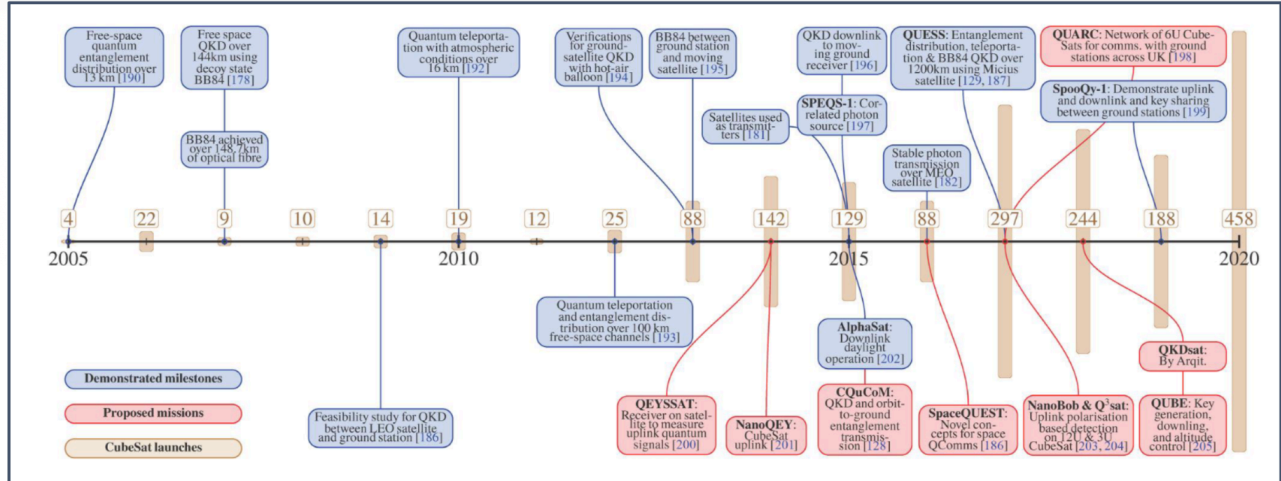 Free-space
quantum
entanglement
distribution over
13 km [190]
Free space
QKD over
144km using
decoy state
BB84 [178]
BB84 achieved
over 148.7km
of optical fibre
Quantum teleporta-
tion with atmospheric
conditions over
16 km [192]
Verifications
for ground-
satellite QKD
with hot-air
balloon [194]
BB84 between
ground station
and moving
satellite [195]
QKD downlink
to mov-
ing ground
receiver [196]
Satellites used
as transmit-
ters [181]
SPEQS-1: Cor-
related photon
source [197]
QUESS: Entanglement
distribution, teleporta-
tion & BB84 QKD over
1200km using Micius
satellite [129, 187]
Stable photon
transmission
over MEO
satellite [182]
QUARC: Network of 6U Cube-
Sats for comms. with ground
stations across UK [198]
SpooQy-1: Demonstrate uplink
and downlink and key sharing
between ground stations [199]
4 22 9 10 14 19 12 25 88 142 129 88 297 244 188 458
2005 2010 2015 2020
Feasibility study for QKD
between LEO satellite
and ground station [186]
Quantum teleportation
and entanglement dis-
tribution over 100 km
free-space channels [193]
QEYSSAT:
Receiver on satel-
lite to measure
uplink quantum
signals [200]
NanoQEY:
CubeSat
uplink [201]
AlphaSat:
Downlink
daylight
operation [202]
CQuCoM:
QKD and orbit-
to-ground
entanglement
transmis-
sion [128]
SpaceQUEST:
Novel con-
cepts for space
QComms [186]
NanoBob & Q³sat:
Uplink polarisation
based detection
on 12U & 3U
CubeSat [203, 204]
QKDsat:
By Arqit.
QUBE: Key
generation,
downling,
and altitude
control [205]
Demonstrated milestones
Proposed missions
CubeSat launches